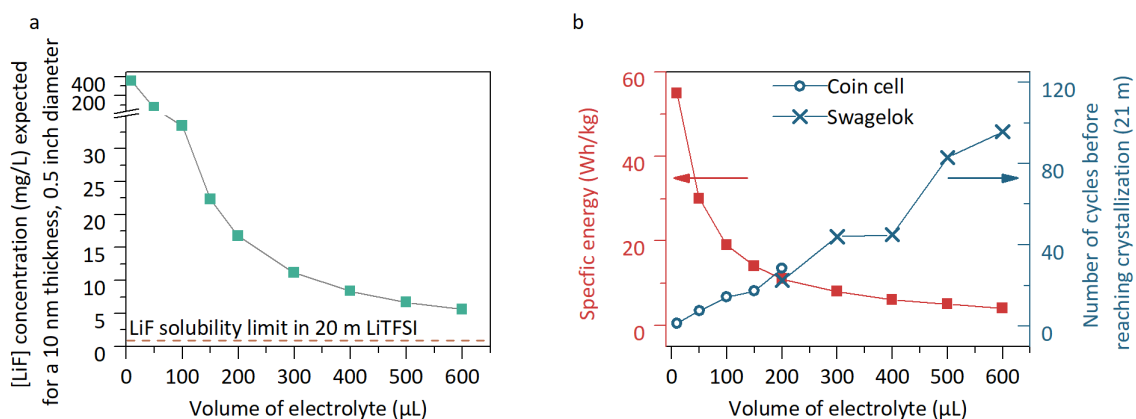 a
[LiF] concentration (mg/L) expected
for a 10 nm thickness, 0.5 inch diameter
400
200
30
25
20
15
10
5
0
LiF solubility limit in 20 m LiTFSI
0 100 200 300 400 500 600
Volume of electrolyte (µL)
b
Specfic energy (Wh/kg)
60
40
20
0
Coin cell
Swagelok
120
80
40
0
Number of cycles before
reaching crystallization (21 m)
0 100 200 300 400 500 600
Volume of electrolyte (µL)